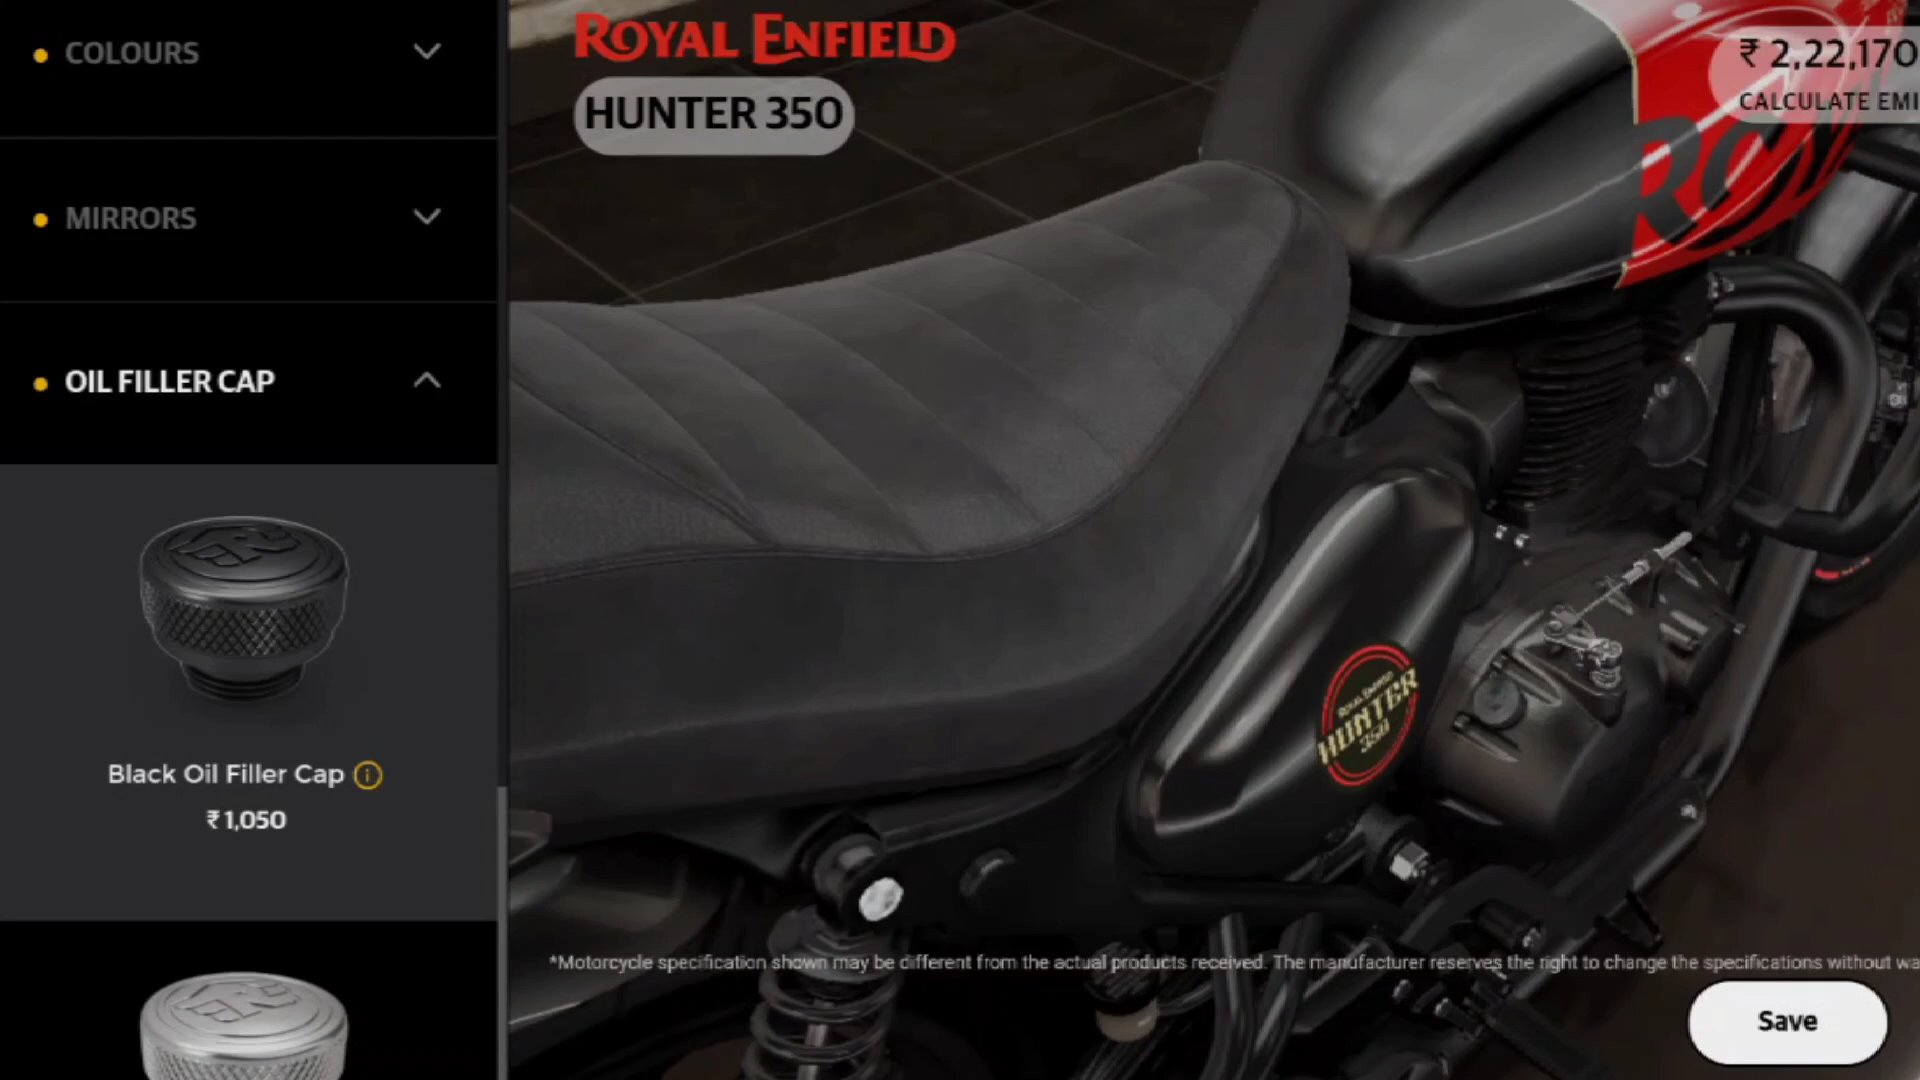 COLOURS
MIRRORS
OIL FILLER CAP
Black Oil Filler Cap
₹ 1,050
ROYAL ENFIELD
HUNTER 350
₹ 2,22,170
CALCULATE EMI
ROYAL ENFIELD
HUNTER
350
*Motorcycle specification shown may be different from the actual products received. The manufacturer reserves the right to change the specifications without wa
Save